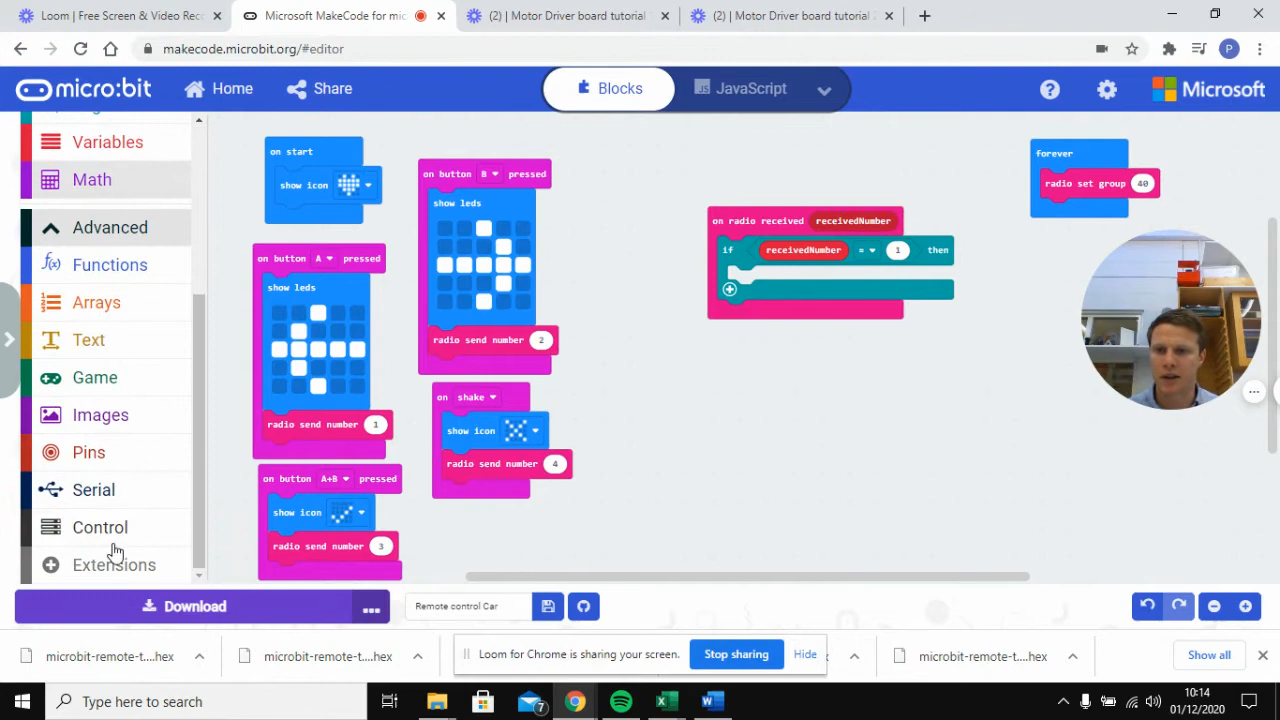 Loom | Free Screen & Video Rec
Microsoft MakeCode for mic
(2) | Motor Driver board tutorial
(2) | Motor Driver board tutorial 2
makecode.microbit.org/#editor
P
micro:bit
Home
Share
Blocks
JavaScript
Microsoft
Variables
Math
Advanced
Functions
Arrays
Text
Game
Images
Pins
Serial
Control
Extensions
on start
show icon
on button A pressed
show leds
radio send number 1
on button A+B pressed
show icon
radio send number 3
on button B pressed
show leds
radio send number 2
on shake
show icon
radio send number 4
on radio received receivedNumber
if receivedNumber = 1 then
forever
radio set group 40
Download
Remote control Car
microbit-remote-t....hex
microbit-remote-t....hex
Loom for Chrome is sharing your screen.
Stop sharing
Hide
microbit-remote-t....hex
Show all
Type here to search
7
10:14
01/12/2020